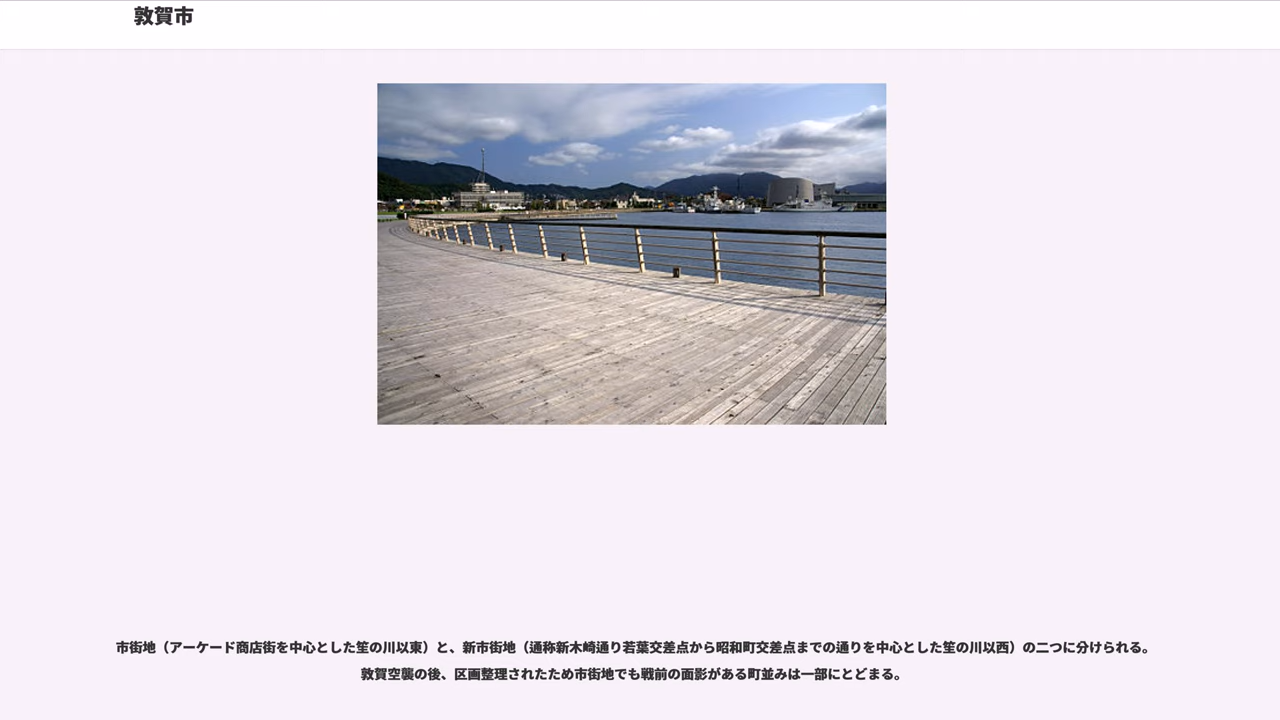 敦賀市
市街地（アーケード商店街を中心とした笙の川以東）と、新市街地（通称新木崎通り若葉交差点から昭和町交差点までの通りを中心とした笙の川以西）の二つに分けられる。
敦賀空襲の後、区画整理されたため市街地でも戦前の面影がある町並みは一部にとどまる。